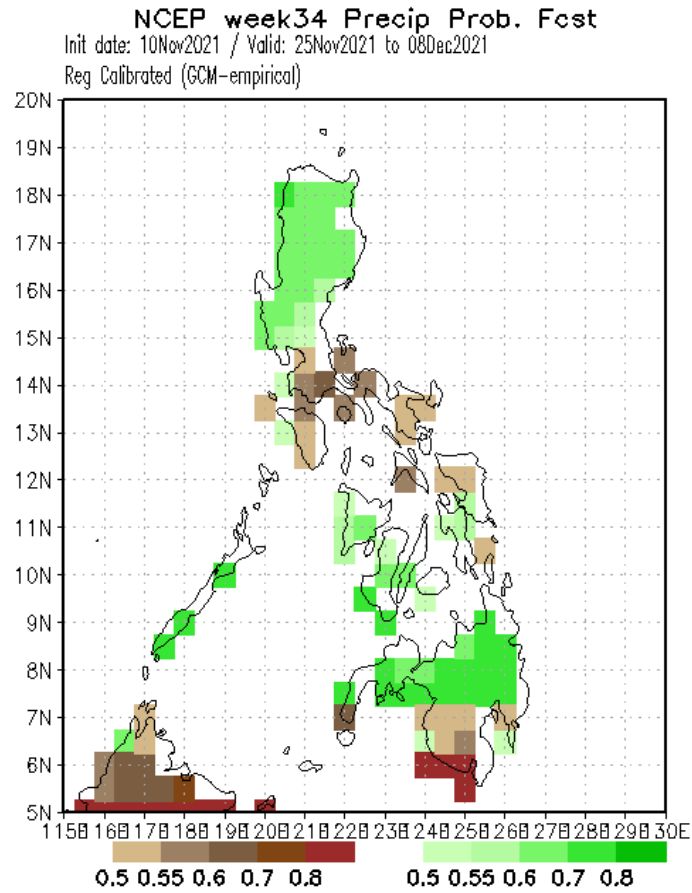 NCEP week34 Precip Prob. Fcst
Init date: 10Nov2021 / Valid: 25Nov2021 to 08Dec2021
Reg Calibrated (GCM-empirical)
20N
19N
18N
17N
16N
15N
14N
13N
12N
11N
10N
9N
8N
7N
6N
5N
115E 116E 117E 118E 119E 120E 121E 122E 123E 124E 125E 126E 127E 128E 129E 130E
0.5 0.55 0.6 0.7 0.8 0.5 0.55 0.6 0.7 0.8